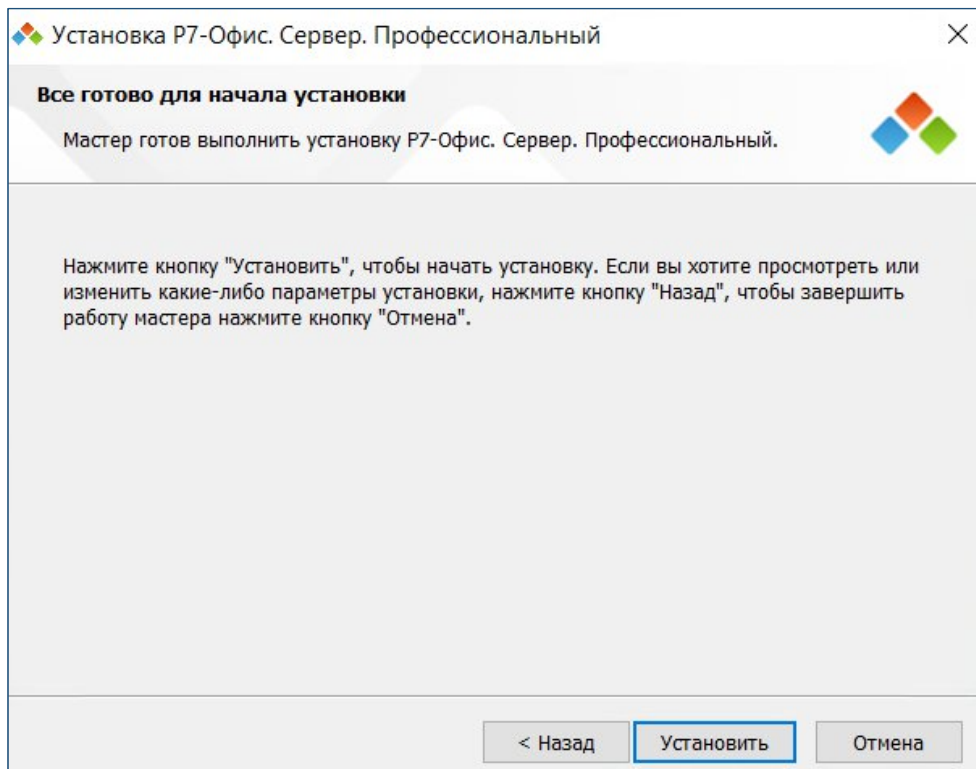 Установка Р7-Офис. Сервер. Профессиональный
Все готово для начала установки
Мастер готов выполнить установку Р7-Офис. Сервер. Профессиональный.
Нажмите кнопку "Установить", чтобы начать установку. Если вы хотите просмотреть или
изменить какие-либо параметры установки, нажмите кнопку "Назад", чтобы завершить
работу мастера нажмите кнопку "Отмена".
< Назад
Установить
Отмена